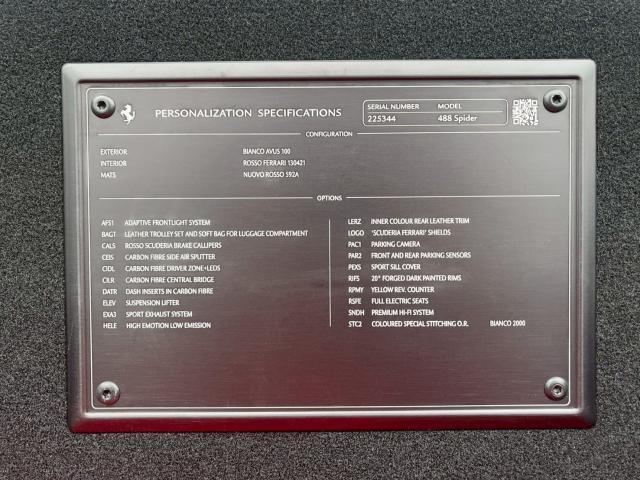 PERSONALIZATION SPECIFICATIONS
SERIAL NUMBER MODEL
225344 488 Spider
CONFIGURATION
EXTERIOR BIANCO AVUS 100
INTERIOR ROSSO FERRARI 130421
MATS NUOVO ROSSO 592A
OPTIONS
AFS1 ADAPTIVE FRONTLIGHT SYSTEM
BAGT LEATHER TROLLEY SET AND SOFT BAG FOR LUGGAGE COMPARTMENT
CALS ROSSO SCUDERIA BRAKE CALLIPERS
CEIS CARBON FIBRE SIDE AIR SPLITTER
CIDL CARBON FIBRE DRIVER ZONE+LEDS
CILR CARBON FIBRE CENTRAL BRIDGE
DATR DASH INSERTS IN CARBON FIBRE
ELEV SUSPENSION LIFTER
EXA3 SPORT EXHAUST SYSTEM
HELE HIGH EMOTION LOW EMISSION
LERZ INNER COLOUR REAR LEATHER TRIM
LOGO 'SCUDERIA FERRARI' SHIELDS
PAC1 PARKING CAMERA
PAR2 FRONT AND REAR PARKING SENSORS
PEXS SPORT SILL COVER
RIF5 20" FORGED DARK PAINTED RIMS
RPMY YELLOW REV. COUNTER
RSFE FULL ELECTRIC SEATS
SNDH PREMIUM HI-FI SYSTEM
STC2 COLOURED SPECIAL STITCHING O.R. BIANCO 2000